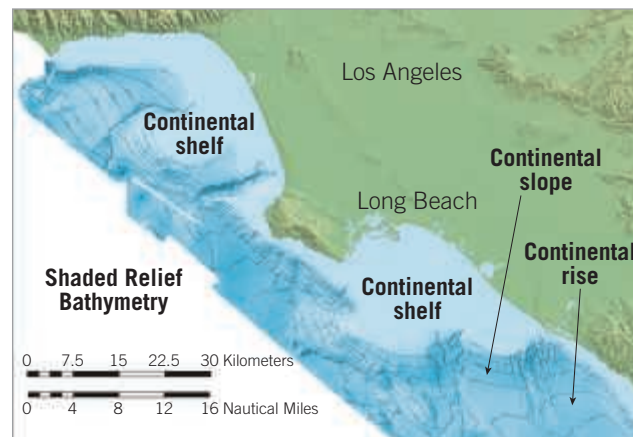 Los Angeles
Continental
shelf
Continental
slope
Long Beach
Continental
rise
Shaded Relief
Bathymetry
Continental
shelf
0 7.5 15 22.5 30 Kilometers
0 4 8 12 16 Nautical Miles